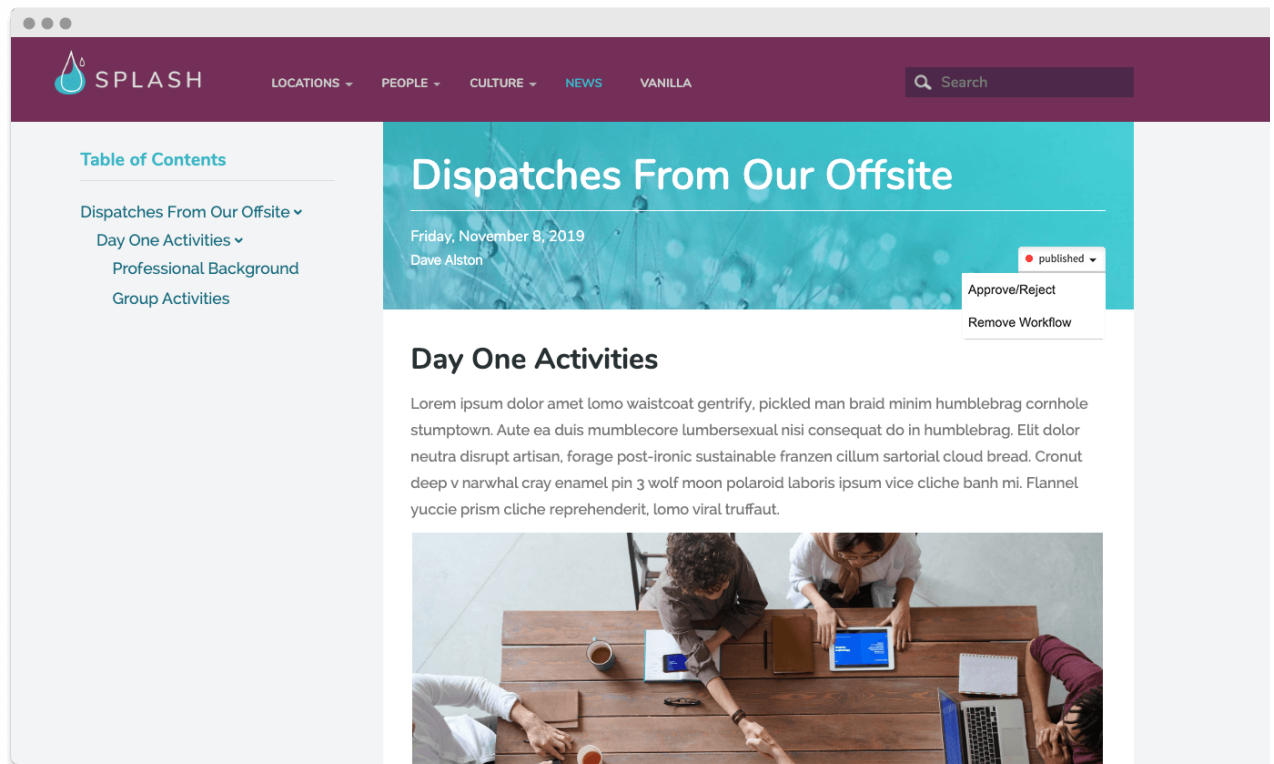 SPLASH
LOCATIONS
PEOPLE
CULTURE
NEWS
VANILLA
Search
Table of Contents
Dispatches From Our Offsite
Day One Activities
Professional Background
Group Activities
Dispatches From Our Offsite
Friday, November 8, 2019
Dave Alston
published
Approve/Reject
Remove Workflow
Day One Activities
Lorem ipsum dolor amet lomo waistcoat gentrify, pickled man braid minim humblebrag cornhole
stumptown. Aute ea duis mumblecore lumbersexual nisi consequat do in humblebrag. Elit dolor
neutra disrupt artisan, forage post-ironic sustainable franzen cillum sartorial cloud bread. Cronut
deep v narwhal cray enamel pin 3 wolf moon polaroid laboris ipsum vice cliche banh mi. Flannel
yuccie prism cliche reprehenderit, lomo viral truffaut.